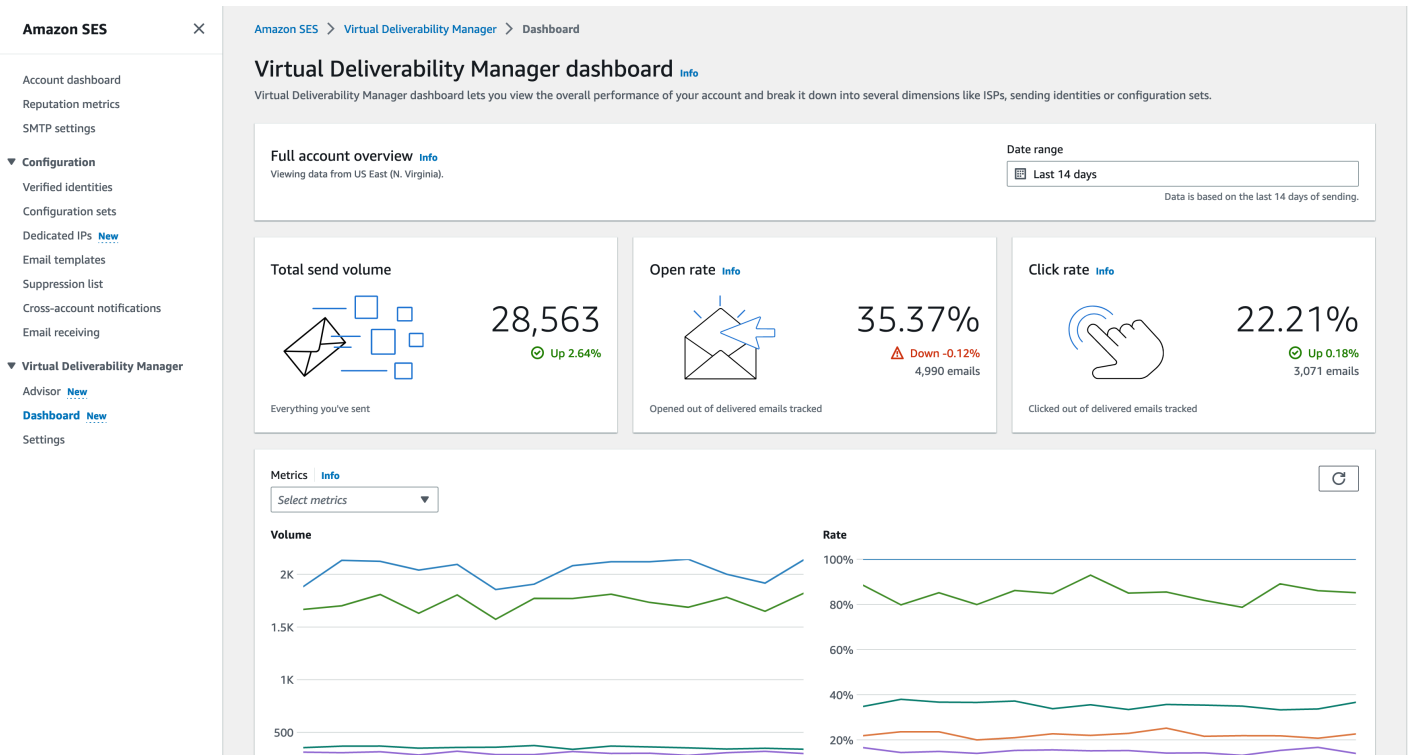 Amazon SES
Account dashboard
Reputation metrics
SMTP settings
Configuration
Verified identities
Configuration sets
Dedicated IPs New
Email templates
Suppression list
Cross-account notifications
Email receiving
Virtual Deliverability Manager
Advisor New
Dashboard New
Settings
Amazon SES > Virtual Deliverability Manager > Dashboard
Virtual Deliverability Manager dashboard Info
Virtual Deliverability Manager dashboard lets you view the overall performance of your account and break it down into several dimensions like ISPs, sending identities or configuration sets.
Full account overview Info
Viewing data from US East (N. Virginia).
Date range
Last 14 days
Data is based on the last 14 days of sending.
Total send volume
28,563
Up 2.64%
Everything you've sent
Open rate Info
35.37%
Down -0.12%
4,990 emails
Opened out of delivered emails tracked
Click rate Info
22.21%
Up 0.18%
3,071 emails
Clicked out of delivered emails tracked
Metrics Info
Select metrics
Volume
2K
1.5K
1K
500
Rate
100%
80%
60%
40%
20%